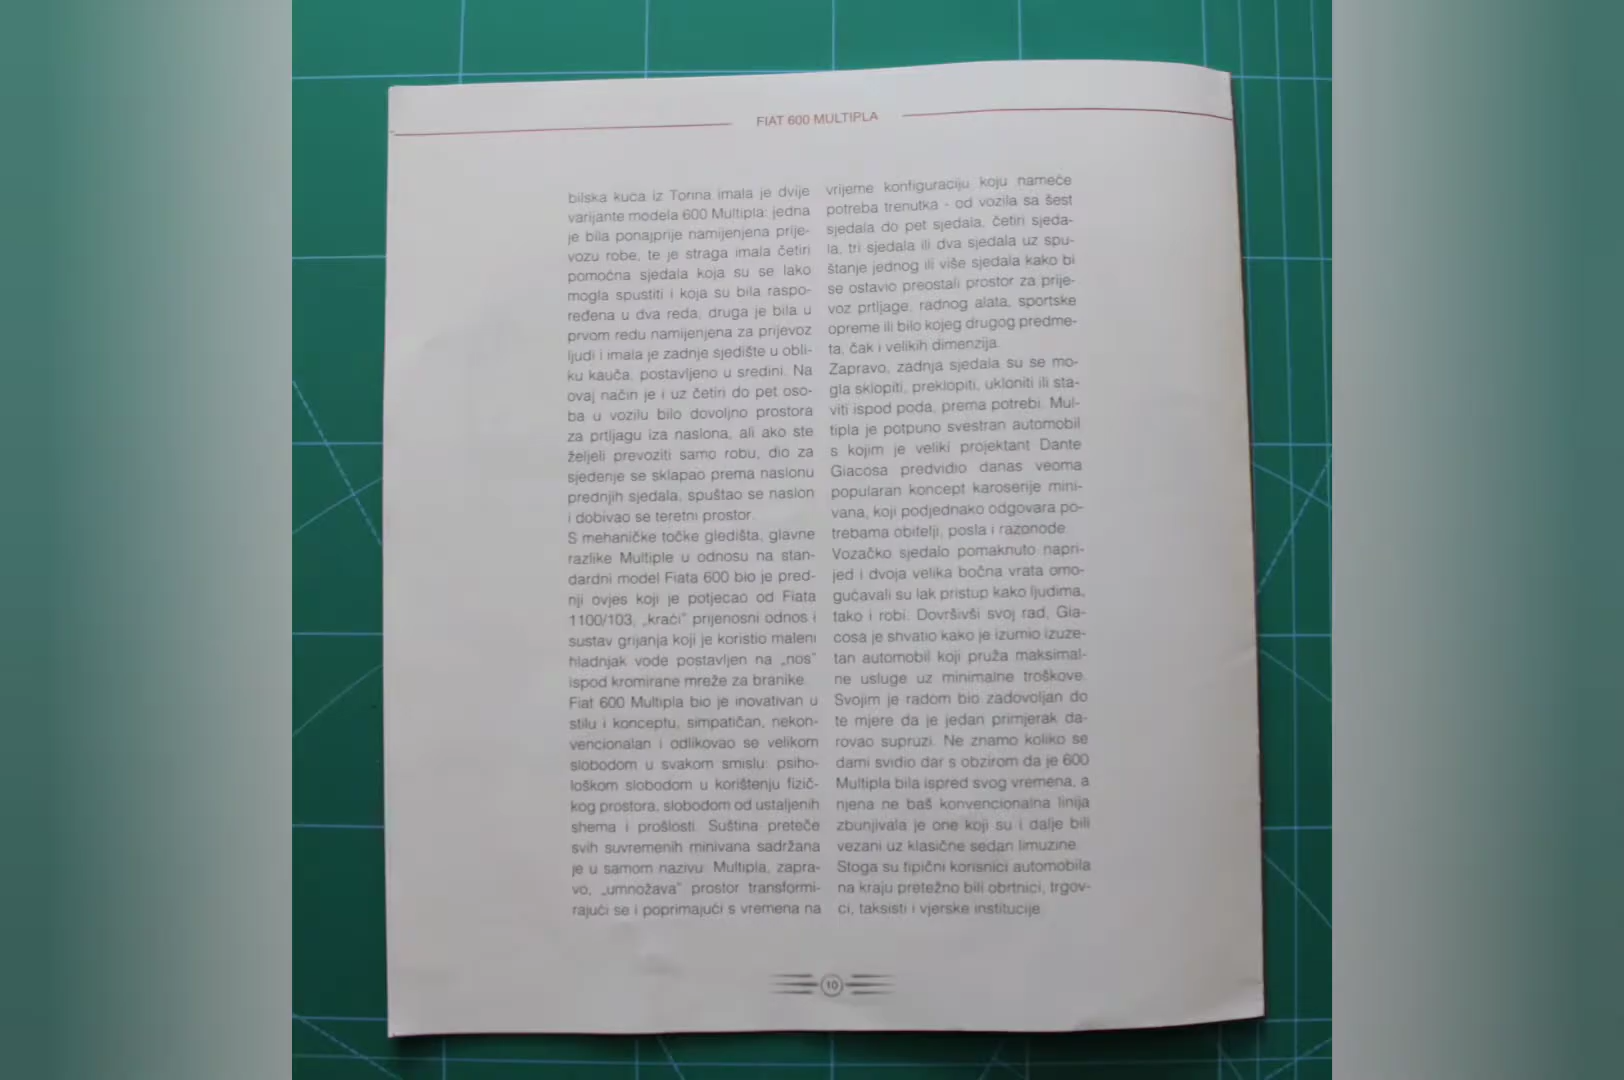 FIAT 600 MULTIPLA
bilska kuća iz Torina imala je dvije
varijante modela 600 Multipla: jedna
je bila ponajprije namijenjena prije-
vozu robe, te je straga imala četiri
pomoćna sjedala koja su se lako
mogla spustiti i koja su bila raspo-
ređena u dva reda, druga je bila u
prvom redu namijenjena za prijevoz
ljudi i imala je zadnje sjedište u obli-
ku kauča, postavljeno u sredini. Na
ovaj način je i uz četiri do pet oso-
ba u vozilu bilo dovoljno prostora
za prtljagu iza naslona, ali ako ste
željeli prevoziti samo robu, dio za
sjedenje se sklapao prema naslonu
prednjih sjedala, spuštao se naslon
i dobivao se teretni prostor.
S mehaničke točke gledišta, glavne
razlike Multiple u odnosu na stan-
dardni model Fiata 600 bio je pred-
nji ovjes koji je potjecao od Fiata
1100/103, „kraći" prijenosni odnos i
sustav grijanja koji je koristio maleni
hladnjak vode postavljen na „nos"
ispod kromirane mreže za branike.
Fiat 600 Multipla bio je inovativan u
stilu i konceptu, simpatičan, nekon-
vencionalan i odlikovao se velikom
slobodom u svakom smislu: psiho-
loškom slobodom u korištenju fizič-
kog prostora, slobodom od ustaljenih
shema i prošlosti. Suština preteče
svih suvremenih minivana sadržana
je u samom nazivu: Multipla, zapra-
vo, „umnožava" prostor transformi-
rajući se i poprimajući s vremena na
vrijeme konfiguraciju koju nameće
potreba trenutka - od vozila sa šest
sjedala do pet sjedala, četiri sjeda-
la, tri sjedala ili dva sjedala uz spu-
štanje jednog ili više sjedala kako bi
se ostavio preostali prostor za prije-
voz prtljage, radnog alata, sportske
opreme ili bilo kojeg drugog predme-
ta, čak i velikih dimenzija.
Zapravo, zadnja sjedala su se mo-
gla sklopiti, preklopiti, ukloniti ili sta-
viti ispod poda, prema potrebi. Mul-
tipla je potpuno svestran automobil
s kojim je veliki projektant Dante
Giacosa predvidio danas veoma
popularan koncept karoserije mini-
vana, koji podjednako odgovara po-
trebama obitelji, posla i razonode.
Vozačko sjedalo pomaknuto napri-
jed i dvoja velika bočna vrata omo-
gućavali su lak pristup kako ljudima,
tako i robi. Dovršivši svoj rad, Gia-
cosa je shvatio kako je izumio izuze-
tan automobil koji pruža maksimal-
ne usluge uz minimalne troškove.
Svojim je radom bio zadovoljan do
te mjere da je jedan primjerak da-
rovao supruzi. Ne znamo koliko se
dami svidio dar s obzirom da je 600
Multipla bila ispred svog vremena, a
njena ne baš konvencionalna linija
zbunjivala je one koji su i dalje bili
vezani uz klasične sedan limuzine.
Stoga su tipični korisnici automobila
na kraju pretežno bili obrtnici, trgov-
ci, taksisti i vjerske institucije.
10